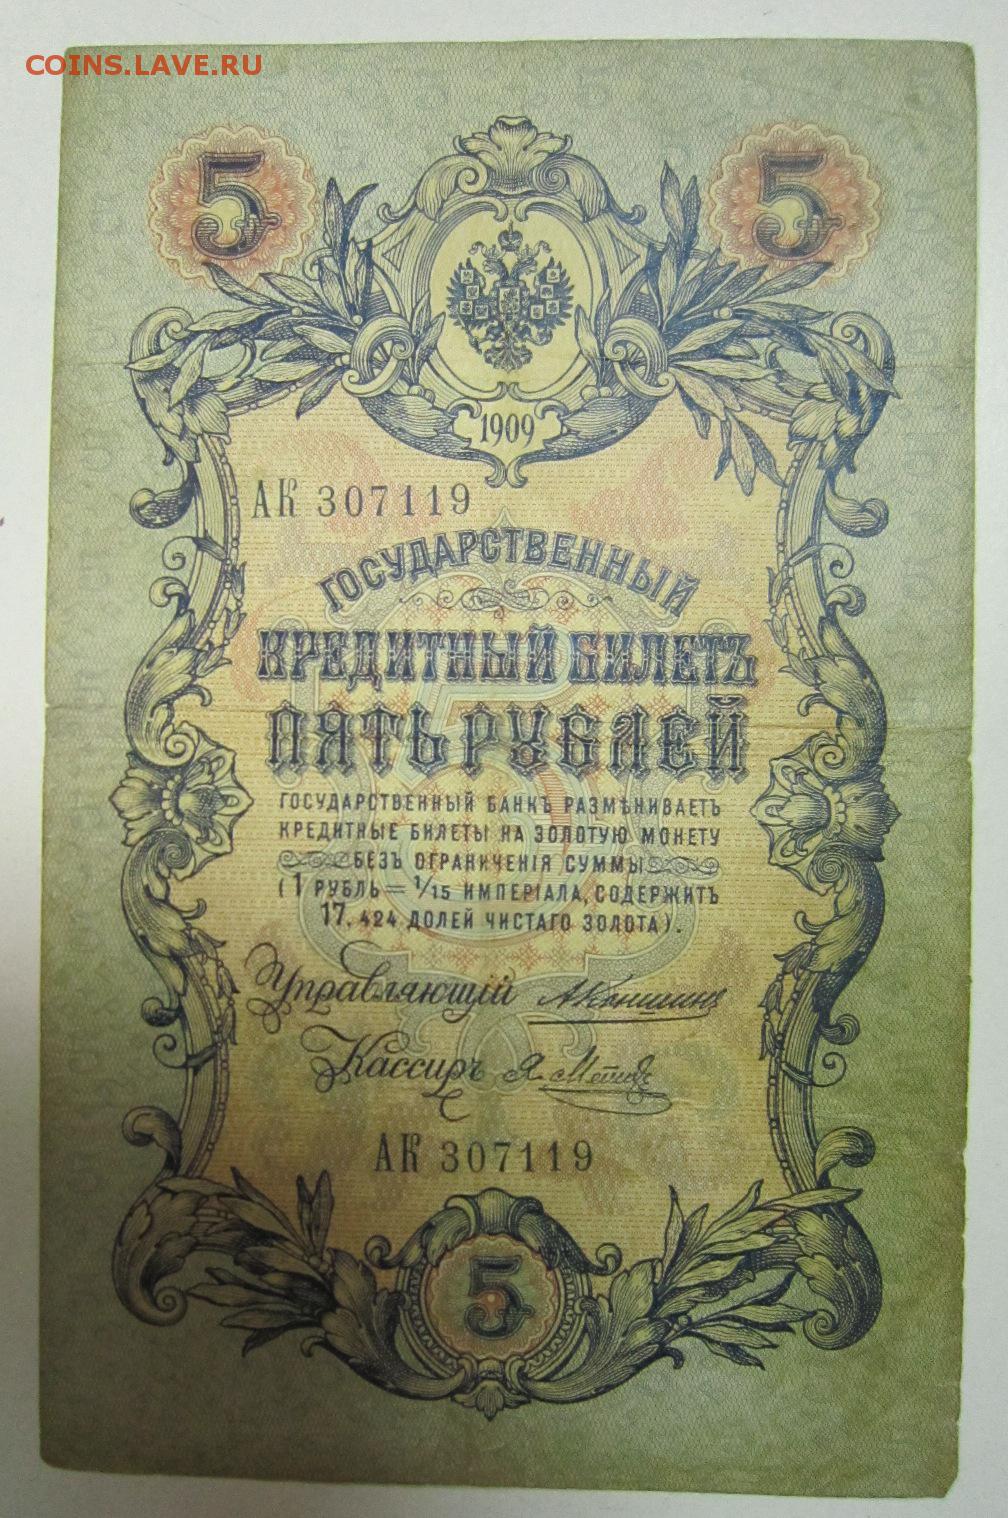 COINS.LAVE.RU
5 5
1909
АК 307119
ГОСУДАРСТВЕННЫЙ
КРЕДИТНЫЙ БИЛЕТЪ
ПЯТЬ РУБЛЕЙ
ГОСУДАРСТВЕННЫЙ БАНКЪ РАЗМѢНИВАЕТЪ
КРЕДИТНЫЕ БИЛЕТЫ НА ЗОЛОТУЮ МОНЕТУ
БЕЗЪ ОГРАНИЧЕНІЯ СУММЫ
(1 РУБЛЬ = 1/15 ИМПЕРІАЛА, СОДЕРЖИТЪ
17,424 ДОЛЕЙ ЧИСТАГО ЗОЛОТА).
Управляющій АКоншинъ
Кассиръ Я. Метцъ
АК 307119
5